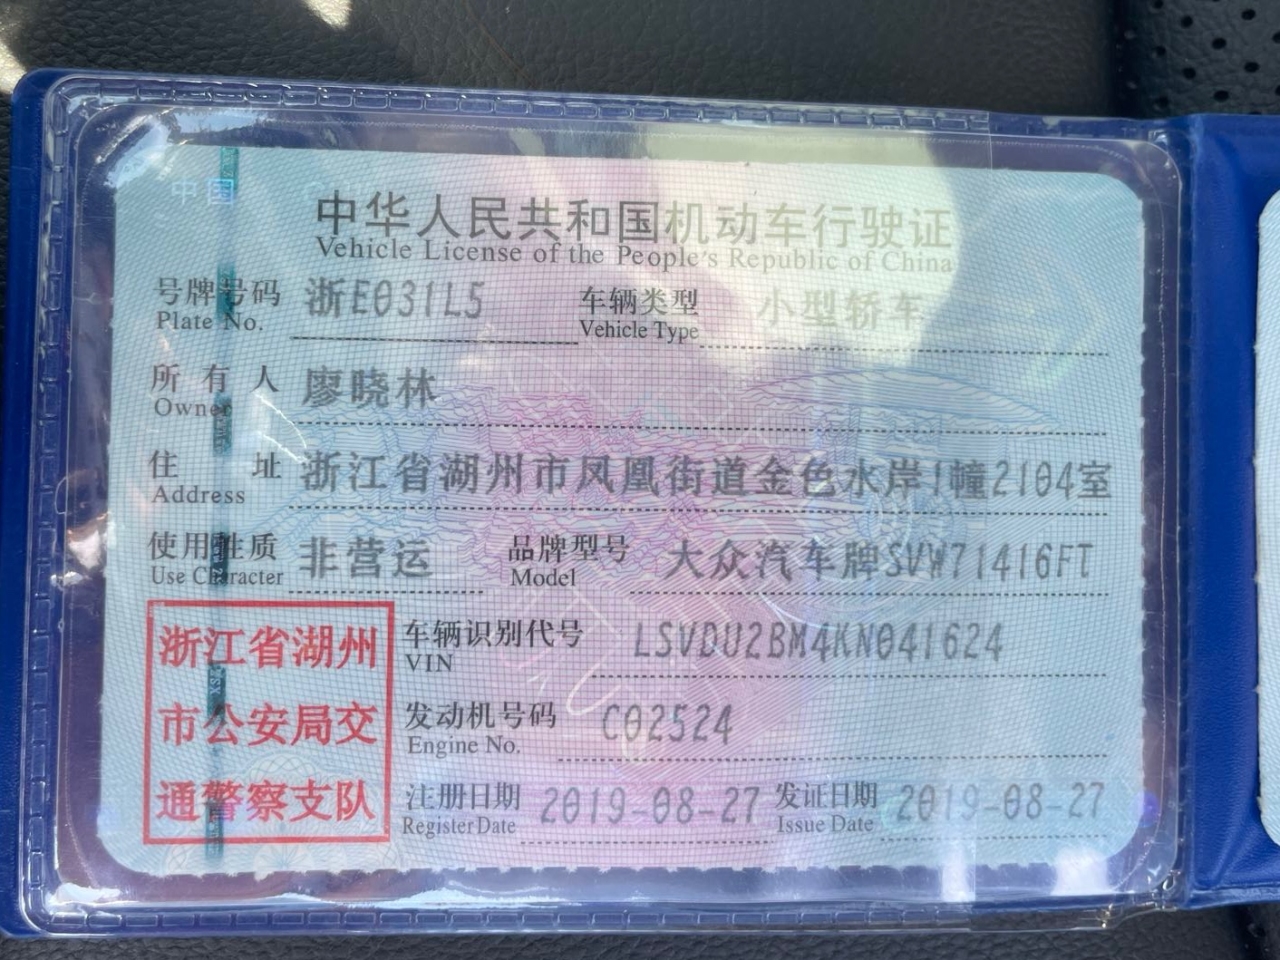 中国
中华人民共和国机动车行驶证
Vehicle License of the People's Republic of China
号牌号码 浙E031L5 车辆类型 小型轿车
Plate No. Vehicle Type
所有人 廖晓林
Owner
住址 浙江省湖州市凤凰街道金色水岸1幢2104室
Address
使用性质 非营运 品牌型号 大众汽车牌SVW71416FT
Use Character Model
浙江省湖州
市公安局交
通警察支队
车辆识别代号 LSVDU2BM4KN041624
VIN
发动机号码 C02524
Engine No.
注册日期 2019-08-27 发证日期 2019-08-27
Register Date Issue Date